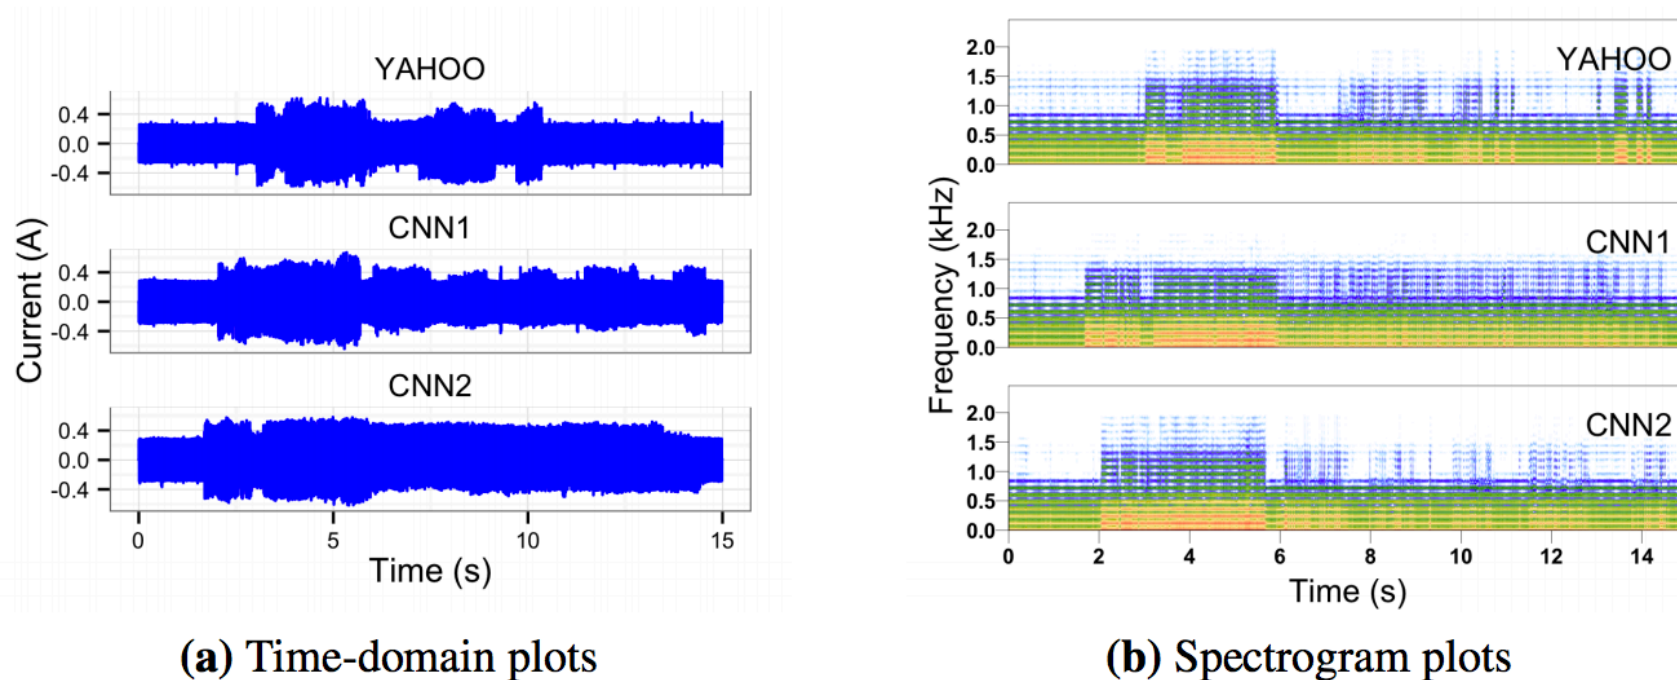 YAHOO
0.4
0.0
-0.4
CNN1
0.4
0.0
-0.4
CNN2
0.4
0.0
-0.4
0 5 10 15
Time (s)
Current (A)
(a) Time-domain plots
YAHOO
2.0
1.5
1.0
0.5
0.0
CNN1
2.0
1.5
1.0
0.5
0.0
CNN2
2.0
1.5
1.0
0.5
0.0
0 2 4 6 8 10 12 14
Time (s)
Frequency (kHz)
(b) Spectrogram plots